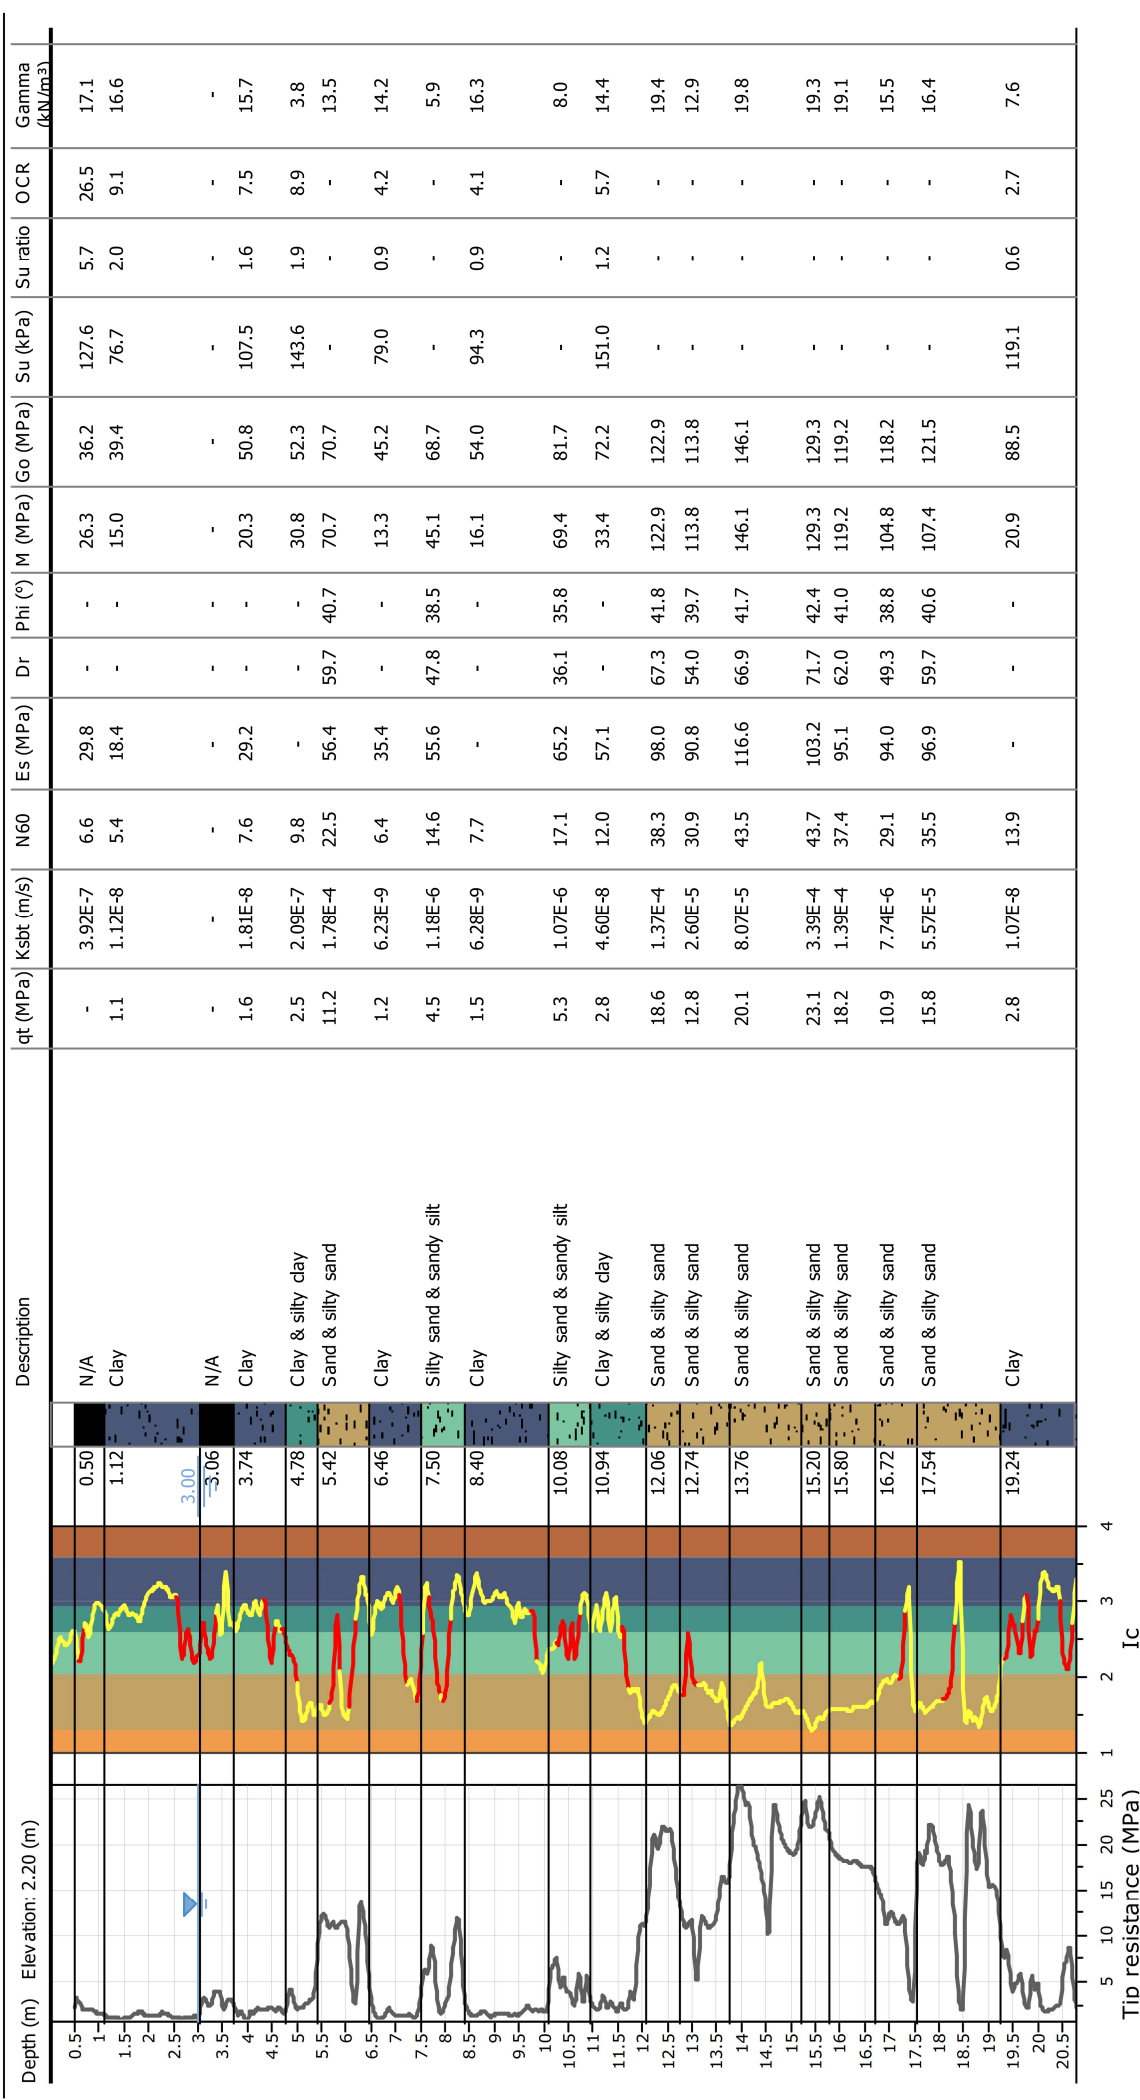 Depth (m) Elevation: 2.20 (m) Description qt (MPa) Ksbt (m/s) N60 Es (MPa) Dr Phi (°) M (MPa) Go (MPa) Su (kPa) Su ratio OCR Gamma (kN/m³)
0.5
1
1.5
2
2.5
3
3.5
4
4.5
5
5.5
6
6.5
7
7.5
8
8.5
9
9.5
10
10.5
11
11.5
12
12.5
13
13.5
14
14.5
15
15.5
16
16.5
17
17.5
18
18.5
19
19.5
20
20.5
3.00
0.50 N/A - 3.92E-7 6.6 29.8 - - 26.3 36.2 127.6 5.7 26.5 17.1
1.12 Clay 1.1 1.12E-8 5.4 18.4 - - 15.0 39.4 76.7 2.0 9.1 16.6
3.06 N/A - - - - - - - - - - - -
3.74 Clay 1.6 1.81E-8 7.6 29.2 - - 20.3 50.8 107.5 1.6 7.5 15.7
4.78 Clay & silty clay 2.5 2.09E-7 9.8 - - - 30.8 52.3 143.6 1.9 8.9 3.8
5.42 Sand & silty sand 11.2 1.78E-4 22.5 56.4 59.7 40.7 70.7 70.7 - - - 13.5
6.46 Clay 1.2 6.23E-9 6.4 35.4 - - 13.3 45.2 79.0 0.9 4.2 14.2
7.50 Silty sand & sandy silt 4.5 1.18E-6 14.6 55.6 47.8 38.5 45.1 68.7 - - - 5.9
8.40 Clay 1.5 6.28E-9 7.7 - - - 16.1 54.0 94.3 0.9 4.1 16.3
10.08 Silty sand & sandy silt 5.3 1.07E-6 17.1 65.2 36.1 35.8 69.4 81.7 - - - 8.0
10.94 Clay & silty clay 2.8 4.60E-8 12.0 57.1 - - 33.4 72.2 151.0 1.2 5.7 14.4
12.06 Sand & silty sand 18.6 1.37E-4 38.3 98.0 67.3 41.8 122.9 122.9 - - - 19.4
12.74 Sand & silty sand 12.8 2.60E-5 30.9 90.8 54.0 39.7 113.8 113.8 - - - 12.9
13.76 Sand & silty sand 20.1 8.07E-5 43.5 116.6 66.9 41.7 146.1 146.1 - - - 19.8
15.20 Sand & silty sand 23.1 3.39E-4 43.7 103.2 71.7 42.4 129.3 129.3 - - - 19.3
15.80 Sand & silty sand 18.2 1.39E-4 37.4 95.1 62.0 41.0 119.2 119.2 - - - 19.1
16.72 Sand & silty sand 10.9 7.74E-6 29.1 94.0 49.3 38.8 104.8 118.2 - - - 15.5
17.54 Sand & silty sand 15.8 5.57E-5 35.5 96.9 59.7 40.6 107.4 121.5 - - - 16.4
19.24 Clay 2.8 1.07E-8 13.9 - - - 20.9 88.5 119.1 0.6 2.7 7.6
5 10 15 20 25 1 2 3 4
Tip resistance (MPa) Ic